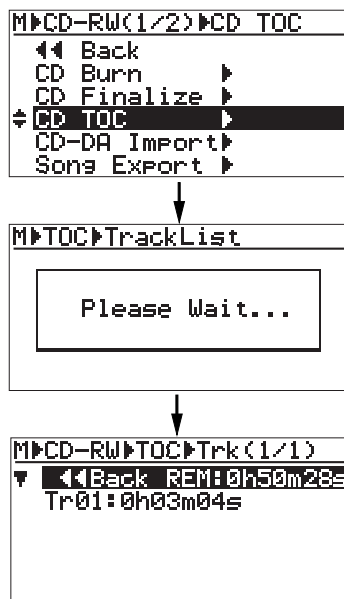 M▶CD-RW(1/2)▶CD TOC
◀◀ Back
CD Burn ▶
CD Finalize ▶
CD TOC ▶
CD-DA Import▶
Song Export ▶
M▶TOC▶TrackList
Please Wait...
M▶CD-RW▶TOC▶Trk(1/1)
◀◀Back REM:0h50m28s
Tr01:0h03m04s